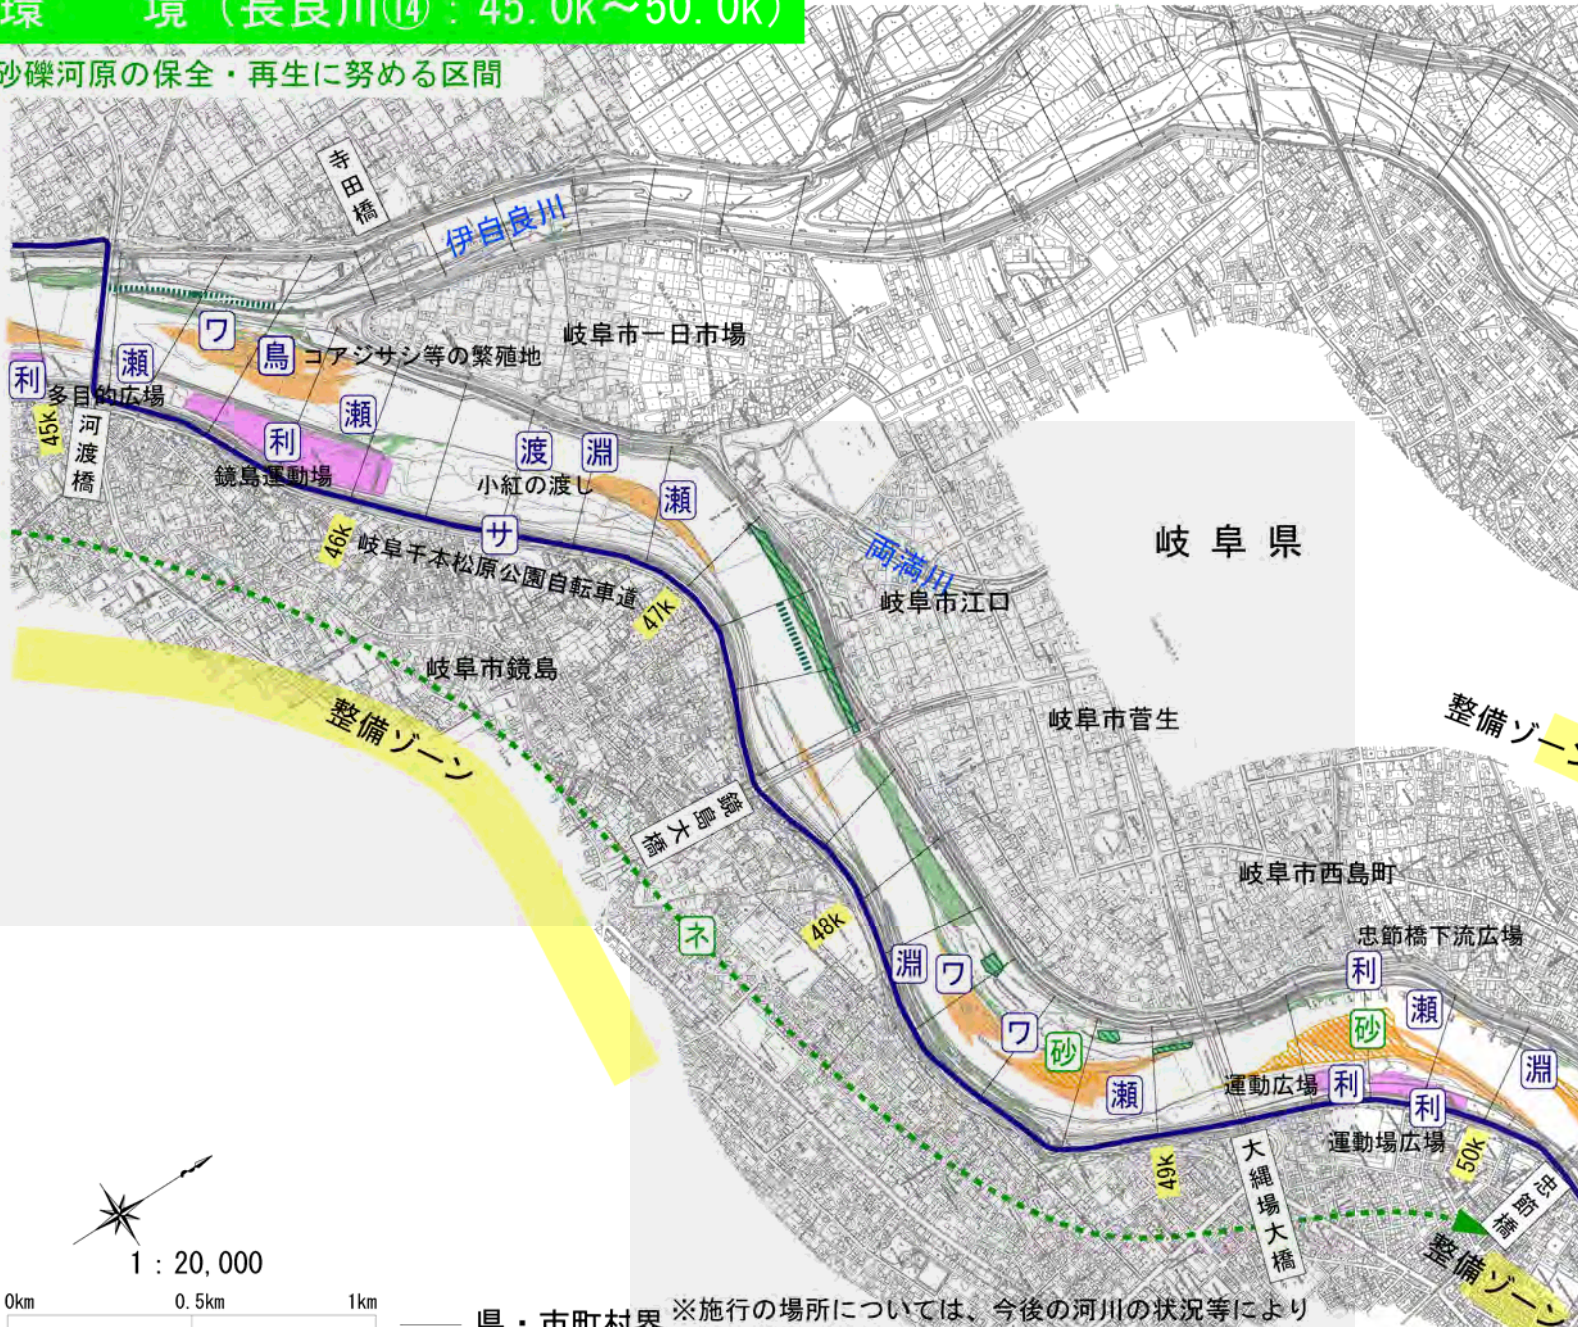 環　境（長良川⑭：45.0k～50.0k）
砂礫河原の保全・再生に努める区間
寺田橋
伊自良川
岐阜市一日市場
ワ
鳥
コアジサシ等の繁殖地
瀬
利
多目的広場
45k
河渡橋
瀬
利
鏡島運動場
渡
淵
小紅の渡し
瀬
サ
46k
岐阜千本松原公園自転車道
47k
両満川
岐阜市江口
岐阜県
岐阜市鏡島
整備ゾーン
岐阜市菅生
整備ゾーン
鏡島大橋
岐阜市西島町
ネ
48k
忠節橋下流広場
淵
ワ
利
瀬
ワ
砂
砂
瀬
淵
運動広場
利
利
運動場広場
49k
大縄場大橋
50k
忠節橋
整備ゾーン
1：20,000
0km
0.5km
1km
県・市町村界
※施行の場所については、今後の河川の状況等により